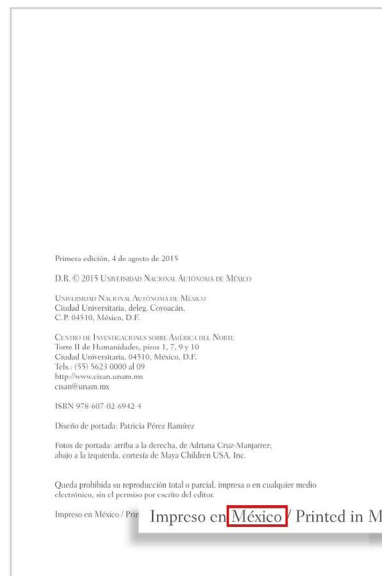 Primera edición, 4 de agosto de 2015
D.R. © 2015 Universidad Nacional Autónoma de México
Universidad Nacional Autónoma de México
Ciudad Universitaria, deleg. Coyoacán,
C.P. 04510, México, D.F.
Centro de Investigaciones sobre América del Norte
Torre II de Humanidades, pisos 1, 7, 9 y 10
Ciudad Universitaria, 04510, México, D.F.
Tels.: (55) 5623 0000 al 09
http://www.cisan.unam.mx
cisan@unam.mx
ISBN 978-607-02-6942-4
Diseño de portada: Patricia Pérez Ramírez
Fotos de portada: arriba a la derecha, de Adriana Cruz-Manjarrez,
abajo a la izquierda, cortesía de Maya Children USA, Inc.
Queda prohibida su reproducción total o parcial, impresa o en cualquier medio
electrónico, sin el permiso por escrito del editor.
Impreso en México / Prin
Impreso en México / Printed in M